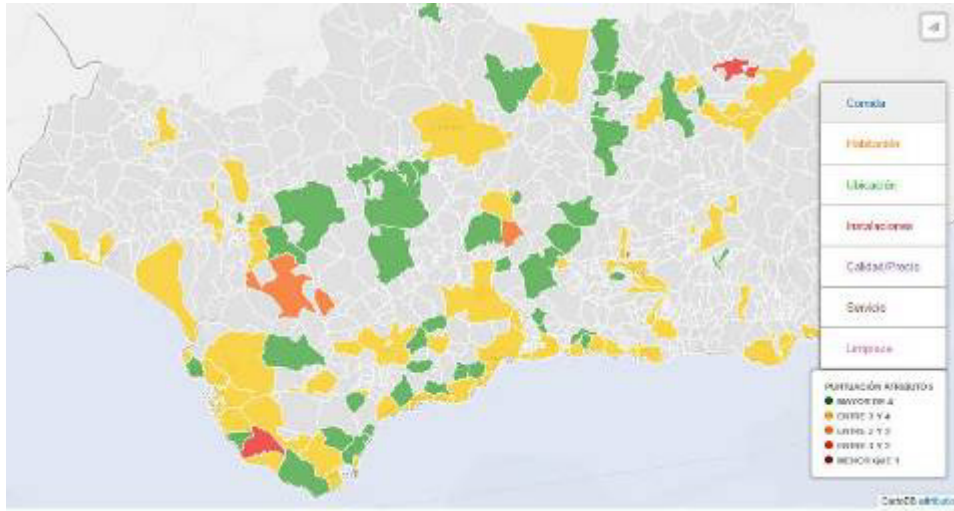 Comida
Habitación
Ubicación
Instalaciones
Calidad/Precio
Servicio
Limpieza
PUNTUACIÓN ATRIBUTOS
MAYOR DE 4
ENTRE 3 Y 4
ENTRE 2 Y 3
ENTRE 1 Y 2
MENOR QUE 1
CartoDB attributo